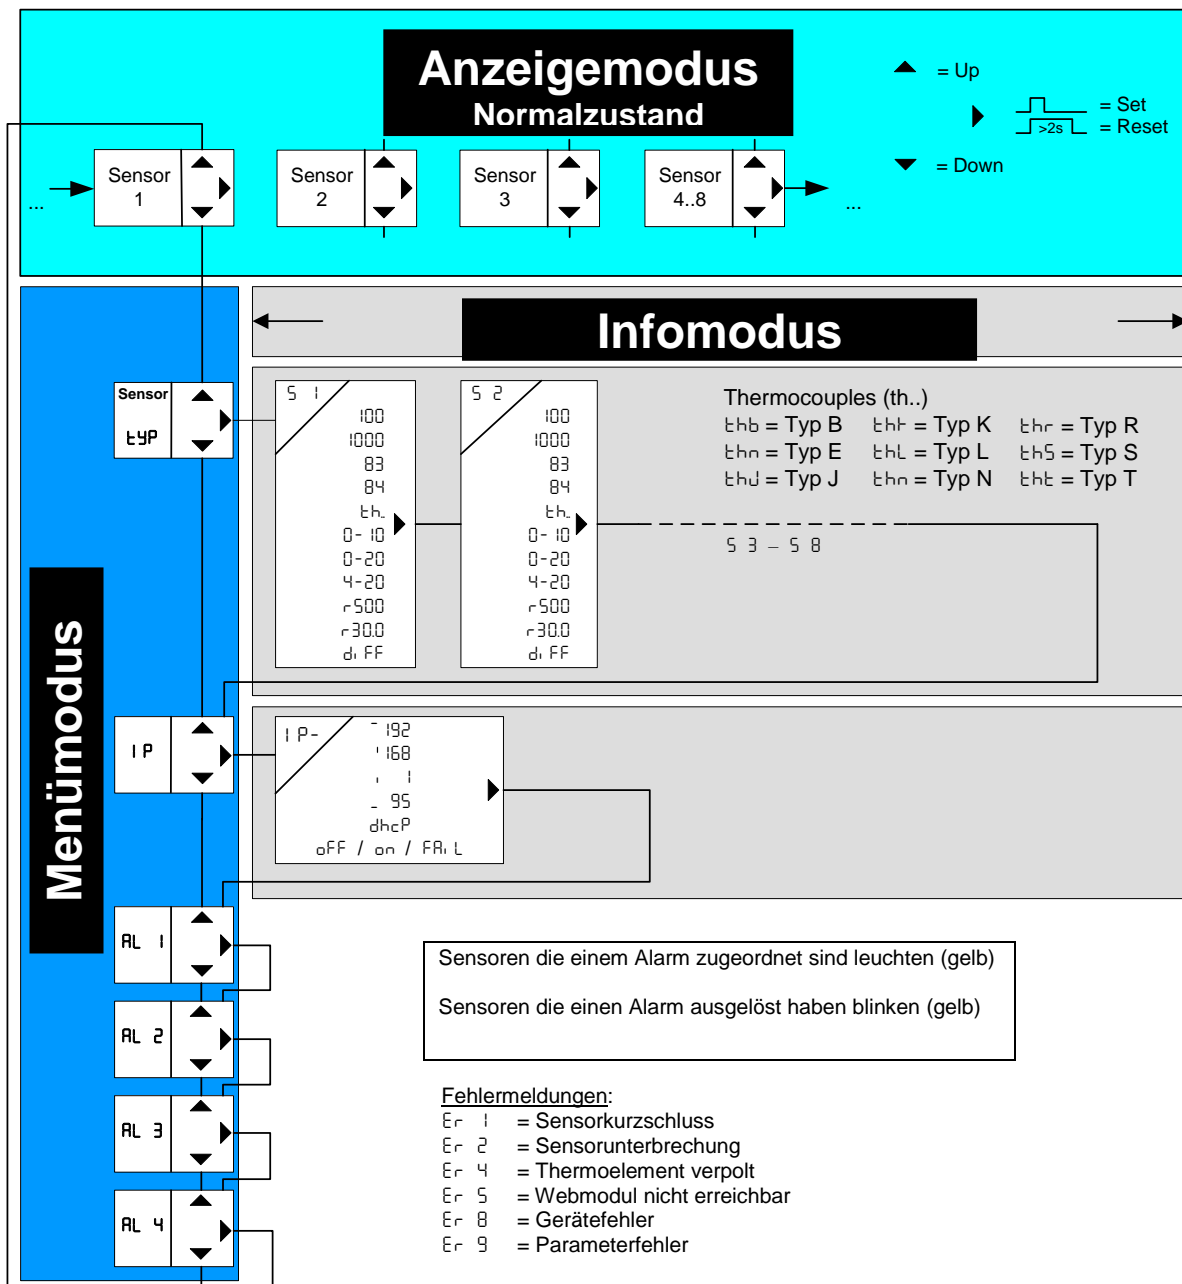 Anzeigemodus
Normalzustand
= Up
= Set
>2s = Reset
= Down
Sensor 1
Sensor 2
Sensor 3
Sensor 4..8
...
...
Infomodus
Menümodus
Sensor
tYP
S 1
100
1000
83
84
th_
0-10
0-20
4-20
r500
r30.0
diFF
S 2
100
1000
83
84
th_
0-10
0-20
4-20
r500
r30.0
diFF
Thermocouples (th..)
thb = Typ B thk = Typ K thr = Typ R
thn = Typ E thL = Typ L thS = Typ S
thJ = Typ J thn = Typ N tht = Typ T
S 3 – S 8
IP
IP-
¯192
'168
, 1
_ 95
dhcP
oFF / on / FAiL
AL 1
AL 2
AL 3
AL 4
Sensoren die einem Alarm zugeordnet sind leuchten (gelb)
Sensoren die einen Alarm ausgelöst haben blinken (gelb)
Fehlermeldungen:
Er 1 = Sensorkurzschluss
Er 2 = Sensorunterbrechung
Er 4 = Thermoelement verpolt
Er 5 = Webmodul nicht erreichbar
Er 8 = Gerätefehler
Er 9 = Parameterfehler